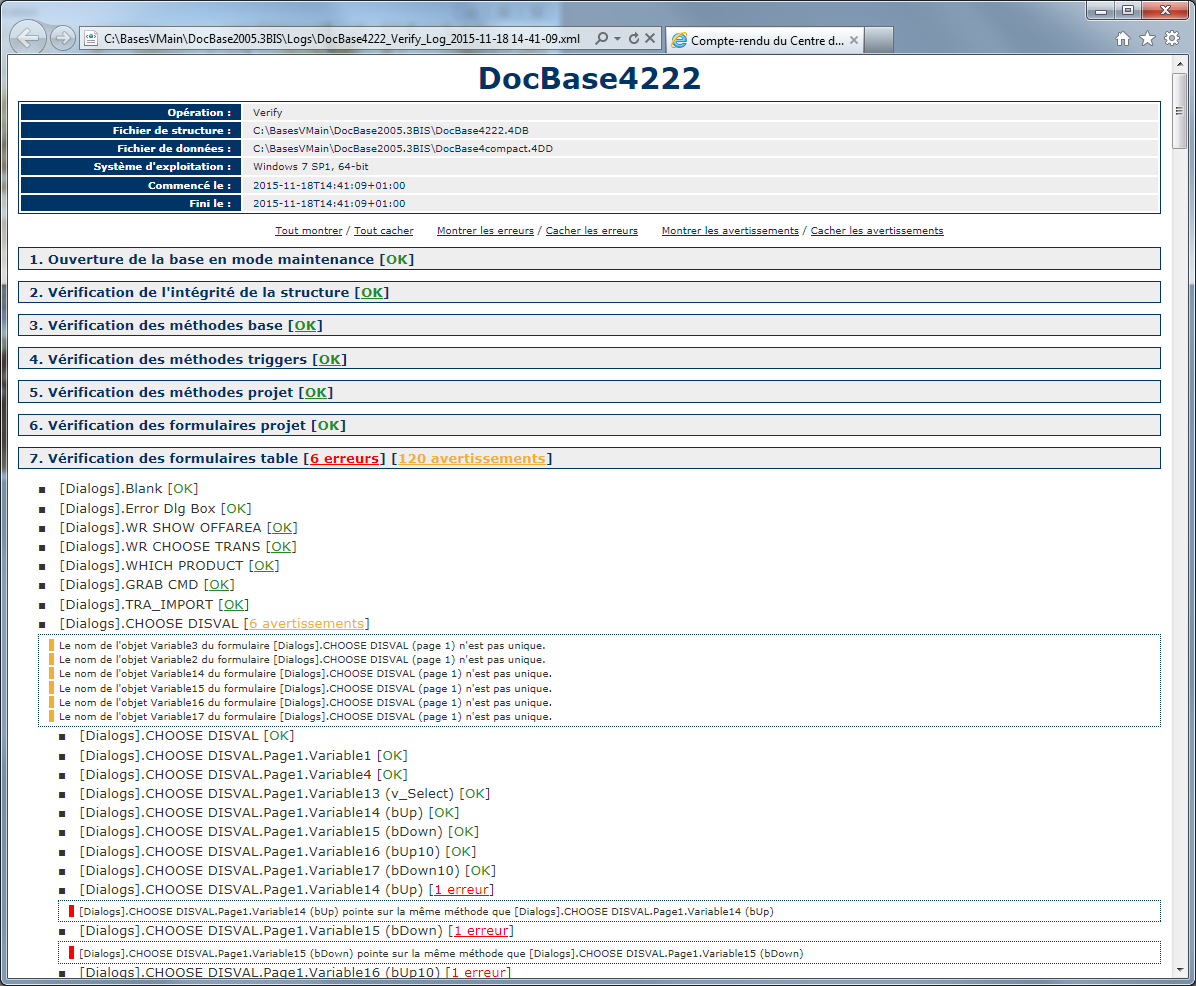 C:\BasesVMain\DocBase2005.3BIS\Logs\DocBase4222_Verify_Log_2015-11-18 14-41-09.xml
Compte-rendu du Centre d...
DocBase4222
Opération : Verify
Fichier de structure : C:\BasesVMain\DocBase2005.3BIS\DocBase4222.4DB
Fichier de données : C:\BasesVMain\DocBase2005.3BIS\DocBase4compact.4DD
Système d'exploitation : Windows 7 SP1, 64-bit
Commencé le : 2015-11-18T14:41:09+01:00
Fini le : 2015-11-18T14:41:09+01:00
Tout montrer / Tout cacher Montrer les erreurs / Cacher les erreurs Montrer les avertissements / Cacher les avertissements
1. Ouverture de la base en mode maintenance [OK]
2. Vérification de l'intégrité de la structure [OK]
3. Vérification des méthodes base [OK]
4. Vérification des méthodes triggers [OK]
5. Vérification des méthodes projet [OK]
6. Vérification des formulaires projet [OK]
7. Vérification des formulaires table [6 erreurs] [120 avertissements]
[Dialogs].Blank [OK]
[Dialogs].Error Dlg Box [OK]
[Dialogs].WR SHOW OFFAREA [OK]
[Dialogs].WR CHOOSE TRANS [OK]
[Dialogs].WHICH PRODUCT [OK]
[Dialogs].GRAB CMD [OK]
[Dialogs].TRA_IMPORT [OK]
[Dialogs].CHOOSE DISVAL [6 avertissements]
Le nom de l'objet Variable3 du formulaire [Dialogs].CHOOSE DISVAL (page 1) n'est pas unique.
Le nom de l'objet Variable2 du formulaire [Dialogs].CHOOSE DISVAL (page 1) n'est pas unique.
Le nom de l'objet Variable14 du formulaire [Dialogs].CHOOSE DISVAL (page 1) n'est pas unique.
Le nom de l'objet Variable15 du formulaire [Dialogs].CHOOSE DISVAL (page 1) n'est pas unique.
Le nom de l'objet Variable16 du formulaire [Dialogs].CHOOSE DISVAL (page 1) n'est pas unique.
Le nom de l'objet Variable17 du formulaire [Dialogs].CHOOSE DISVAL (page 1) n'est pas unique.
[Dialogs].CHOOSE DISVAL [OK]
[Dialogs].CHOOSE DISVAL.Page1.Variable1 [OK]
[Dialogs].CHOOSE DISVAL.Page1.Variable4 [OK]
[Dialogs].CHOOSE DISVAL.Page1.Variable13 (v_Select) [OK]
[Dialogs].CHOOSE DISVAL.Page1.Variable14 (bUp) [OK]
[Dialogs].CHOOSE DISVAL.Page1.Variable15 (bDown) [OK]
[Dialogs].CHOOSE DISVAL.Page1.Variable16 (bUp10) [OK]
[Dialogs].CHOOSE DISVAL.Page1.Variable17 (bDown10) [OK]
[Dialogs].CHOOSE DISVAL.Page1.Variable14 (bUp) [1 erreur]
[Dialogs].CHOOSE DISVAL.Page1.Variable14 (bUp) pointe sur la même méthode que [Dialogs].CHOOSE DISVAL.Page1.Variable14 (bUp)
[Dialogs].CHOOSE DISVAL.Page1.Variable15 (bDown) [1 erreur]
[Dialogs].CHOOSE DISVAL.Page1.Variable15 (bDown) pointe sur la même méthode que [Dialogs].CHOOSE DISVAL.Page1.Variable15 (bDown)
[Dialogs].CHOOSE DISVAL.Page1.Variable16 (bUp10) [1 erreur]